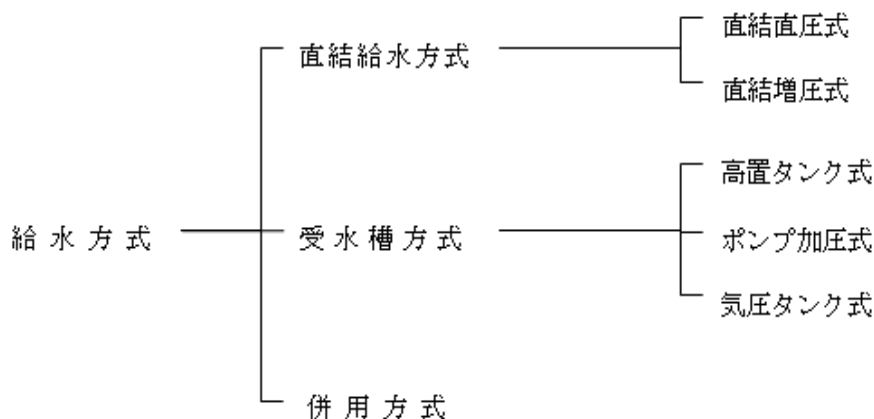 給水方式
直結給水方式
直結直圧式
直結増圧式
受水槽方式
高置タンク式
ポンプ加圧式
気圧タンク式
併用方式